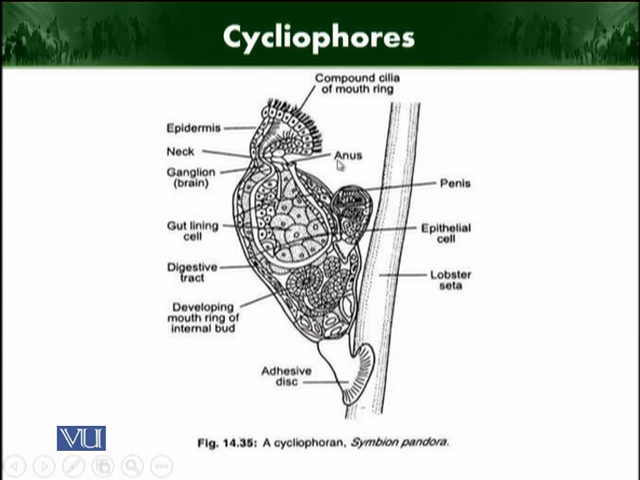 Cycliophores
Compound cilia
of mouth ring
Epidermis
Neck
Anus
Ganglion
(brain)
Penis
Gut lining
cell
Epithelial
cell
Digestive
tract
Lobster
seta
Developing
mouth ring of
internal bud
Adhesive
disc
VU
Fig. 14.35: A cycliophoran, Symbion pandora.